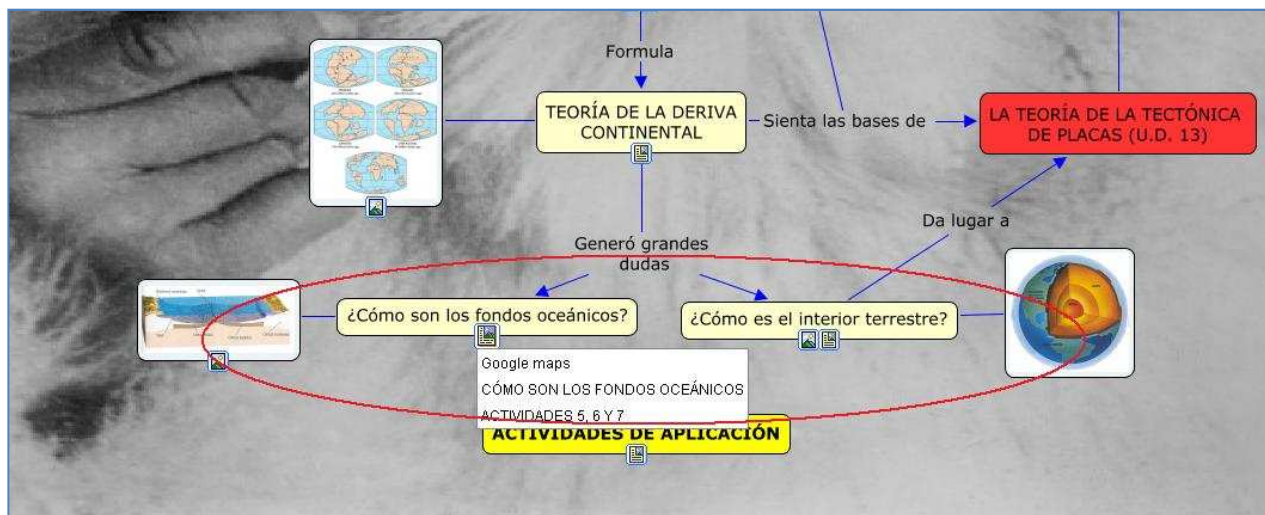 Formula
TEORÍA DE LA DERIVA
CONTINENTAL
Sienta las bases de
LA TEORÍA DE LA TECTÓNICA
DE PLACAS (U.D. 13)
Da lugar a
Generó grandes
dudas
¿Cómo son los fondos oceánicos?
¿Cómo es el interior terrestre?
Google maps
CÓMO SON LOS FONDOS OCEÁNICOS
ACTIVIDADES 5, 6 Y 7
ACTIVIDADES DE APLICACIÓN